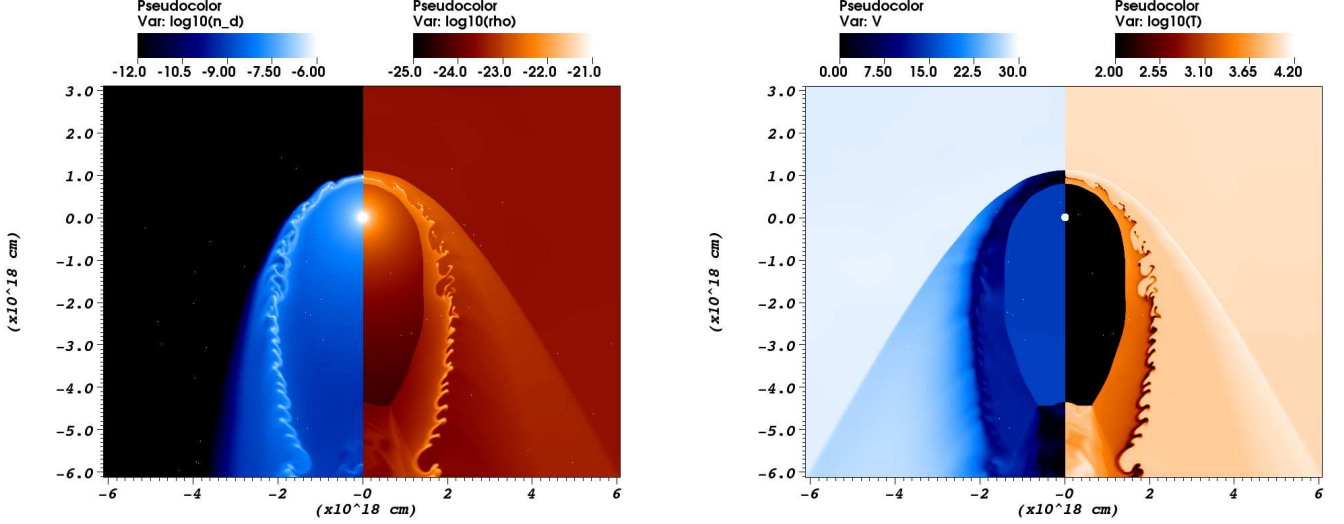 Pseudocolor
Var: log10(n_d)
-12.0 -10.5 -9.00 -7.50 -6.00
Pseudocolor
Var: log10(rho)
-25.0 -24.0 -23.0 -22.0 -21.0
3.0
2.0
1.0
0.0
-1.0
-2.0
-3.0
-4.0
-5.0
-6.0
(x10^18 cm)
-6 -4 -2 -0 2 4 6
(x10^18 cm)
Pseudocolor
Var: V
0.00 7.50 15.0 22.5 30.0
Pseudocolor
Var: log10(T)
2.00 2.55 3.10 3.65 4.20
3.0
2.0
1.0
0.0
-1.0
-2.0
-3.0
-4.0
-5.0
-6.0
(x10^18 cm)
-6 -4 -2 -0 2 4 6
(x10^18 cm)